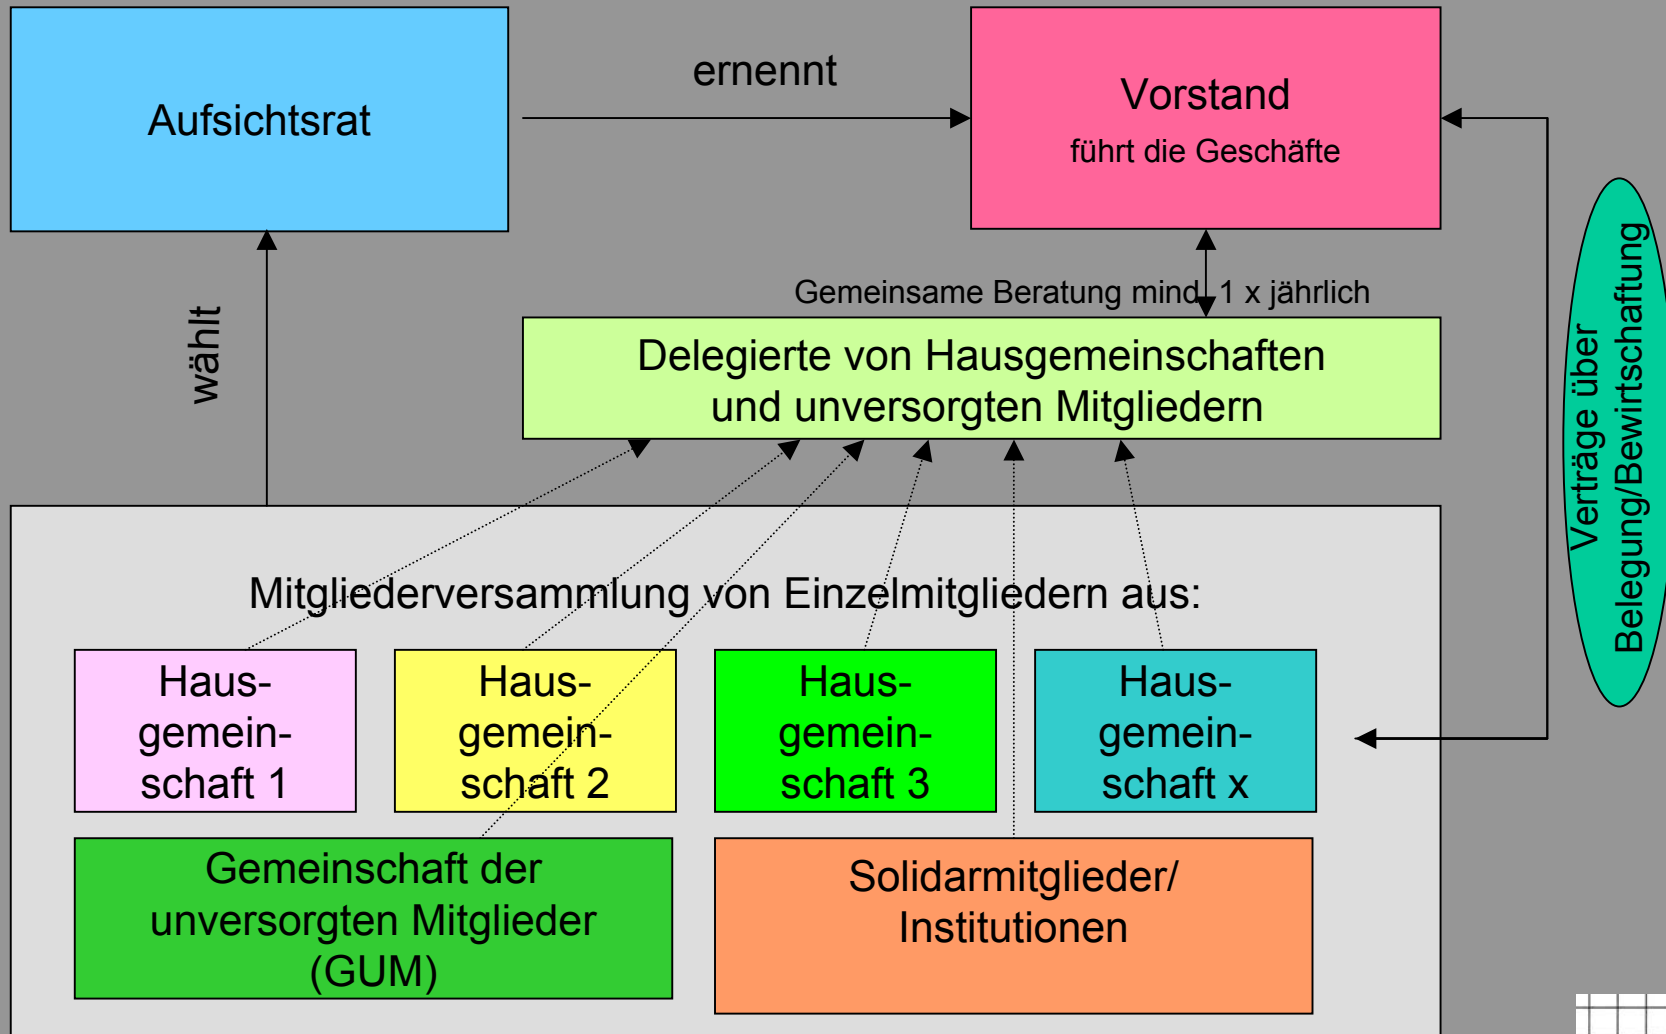 Aufsichtsrat
ernennt
Vorstand
führt die Geschäfte
wählt
Gemeinsame Beratung mind. 1 x jährlich
Delegierte von Hausgemeinschaften
und unversorgten Mitgliedern
Verträge über
Belegung/Bewirtschaftung
Mitgliederversammlung von Einzelmitgliedern aus:
Haus-
gemein-
schaft 1
Haus-
gemein-
schaft 2
Haus-
gemein-
schaft 3
Haus-
gemein-
schaft x
Gemeinschaft der
unversorgten Mitglieder
(GUM)
Solidarmitglieder/
Institutionen